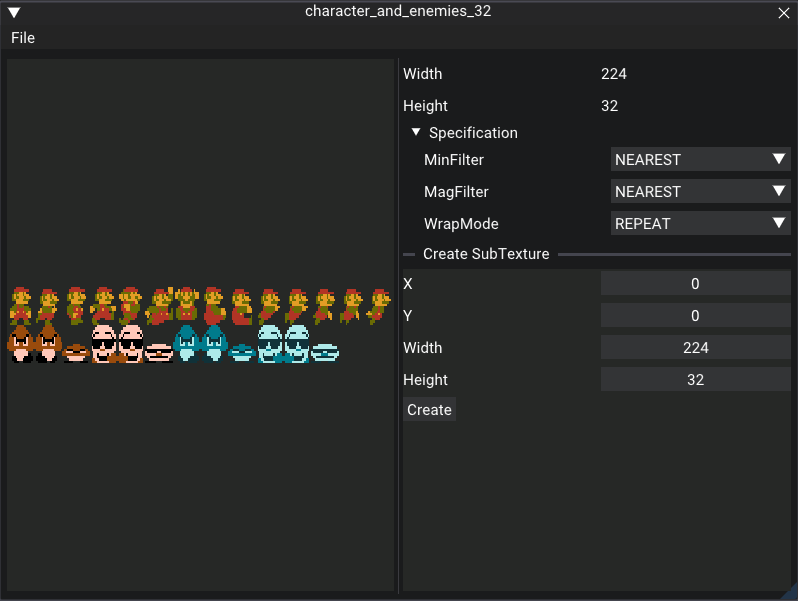 character_and_enemies_32
File
Width 224
Height 32
Specification
MinFilter NEAREST
MagFilter NEAREST
WrapMode REPEAT
Create SubTexture
X 0
Y 0
Width 224
Height 32
Create